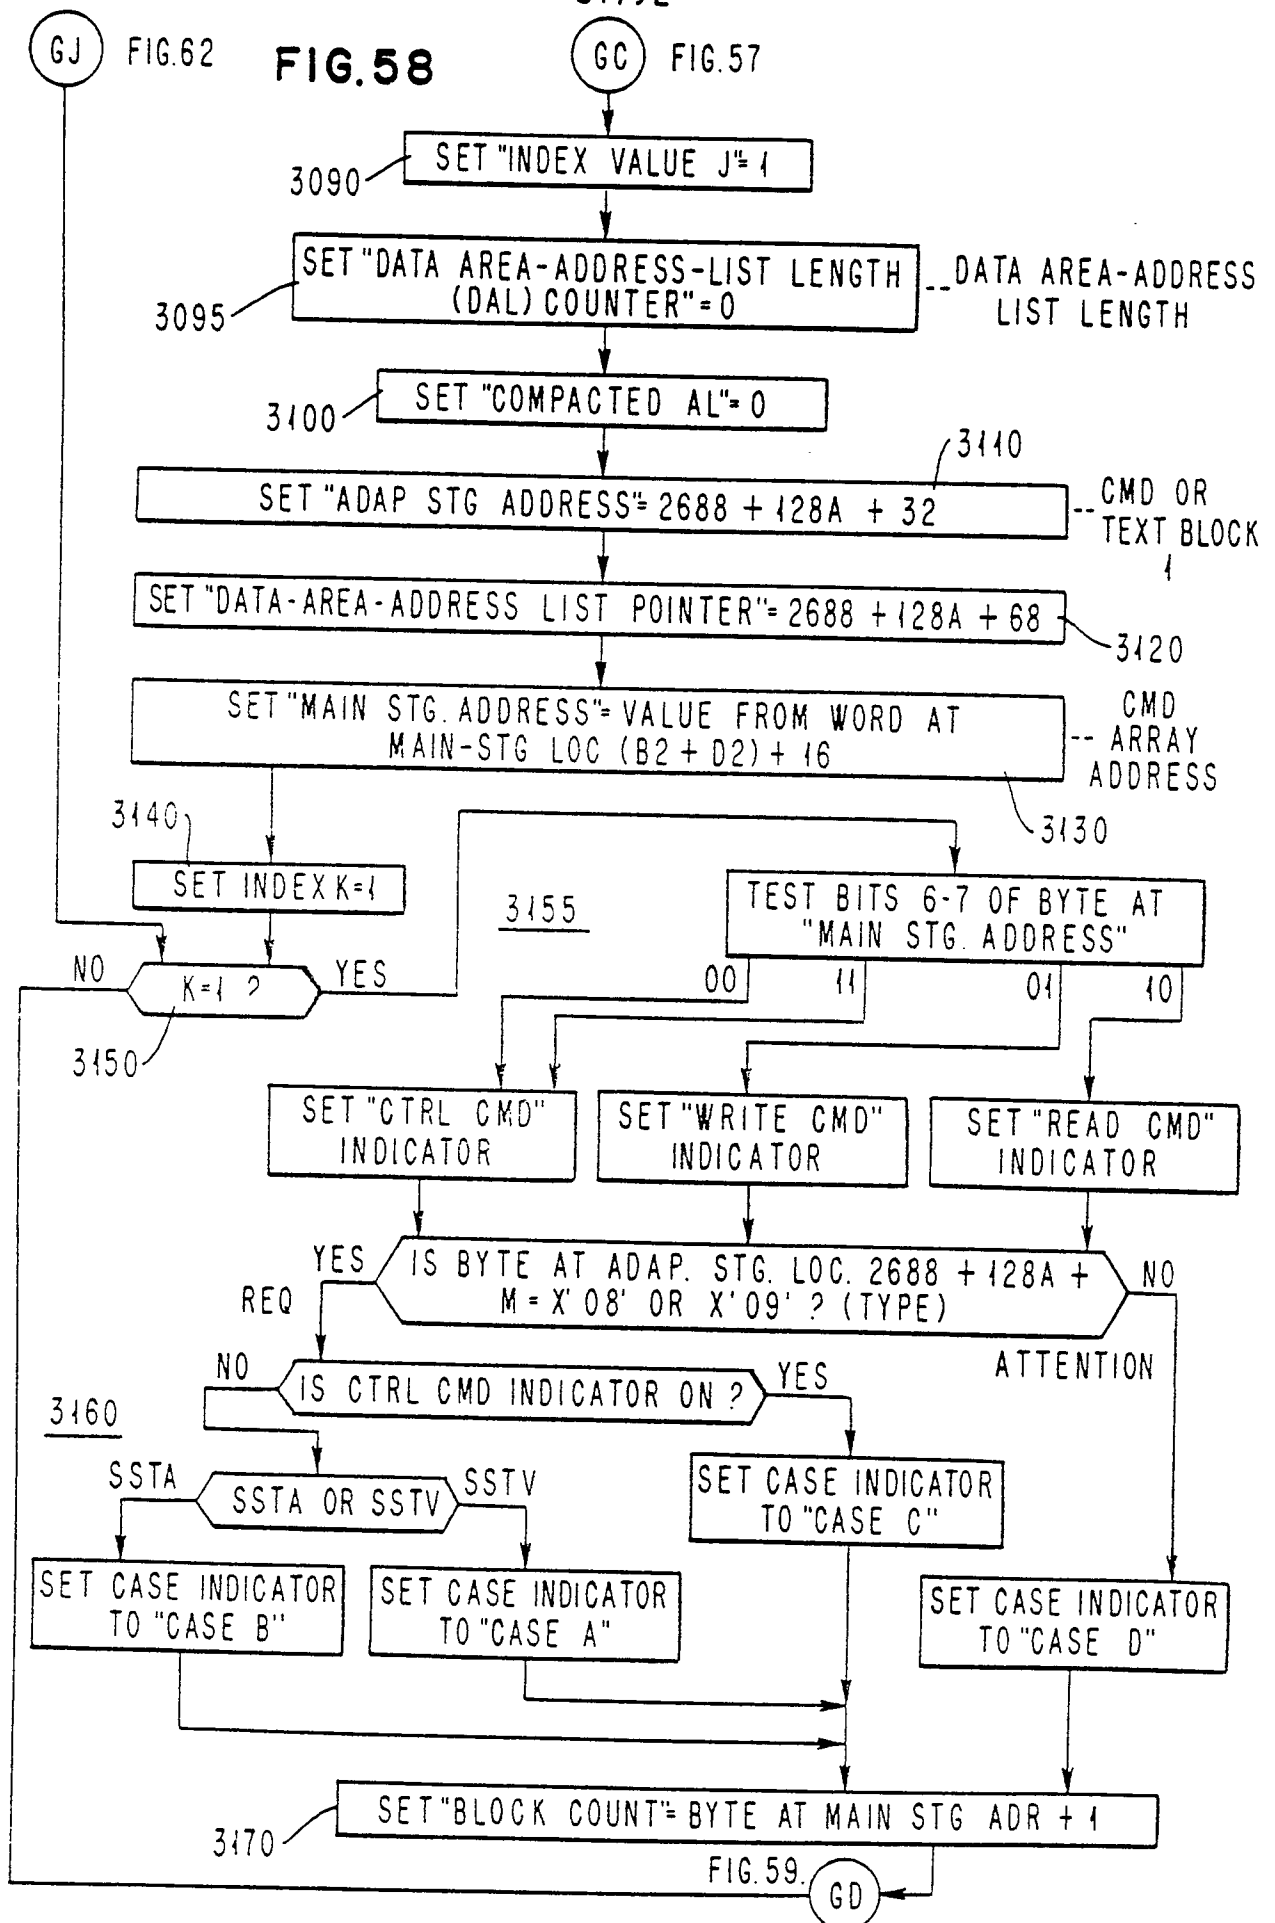 GJ FIG.62 FIG.58 GC FIG.57
SET "INDEX VALUE J"=1
3090
SET "DATA AREA-ADDRESS-LIST LENGTH
(DAL) COUNTER"=0
DATA AREA-ADDRESS
LIST LENGTH
3095
SET "COMPACTED AL"=0
3100
3110
SET "ADAP STG ADDRESS"=2688 + 128A + 32
CMD OR
TEXT BLOCK
1
SET "DATA-AREA-ADDRESS LIST POINTER"=2688 + 128A + 68
3120
SET "MAIN STG. ADDRESS"=VALUE FROM WORD AT
MAIN-STG LOC (B2 + D2) + 16
CMD
ARRAY
ADDRESS
3130
3140
SET INDEX K=1
3155
TEST BITS 6-7 OF BYTE AT
"MAIN STG. ADDRESS"
NO K=1 ? YES
00 11 01 10
3150
SET "CTRL CMD"
INDICATOR
SET "WRITE CMD"
INDICATOR
SET "READ CMD"
INDICATOR
YES IS BYTE AT ADAP. STG. LOC. 2688 + 128A + NO
M = X'08' OR X'09' ? (TYPE)
REQ
ATTENTION
NO IS CTRL CMD INDICATOR ON ? YES
3160
SSTA SSTA OR SSTV SSTV
SET CASE INDICATOR
TO "CASE C"
SET CASE INDICATOR
TO "CASE B"
SET CASE INDICATOR
TO "CASE A"
SET CASE INDICATOR
TO "CASE D"
SET "BLOCK COUNT"=BYTE AT MAIN STG ADR + 1
3170
FIG.59. GD